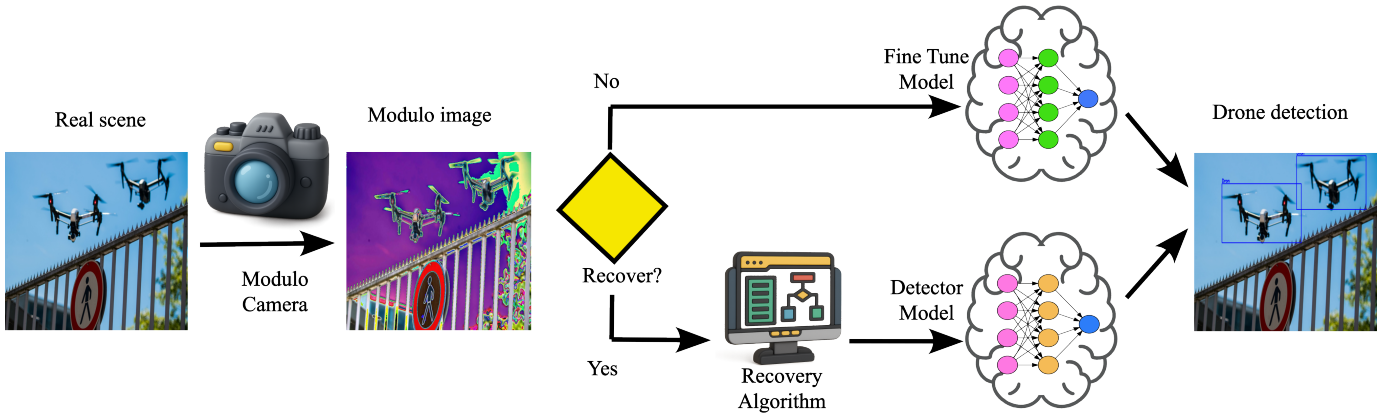 Real scene
Modulo
Camera
Modulo image
Recover?
No
Yes
Fine Tune
Model
Recovery
Algorithm
Detector
Model
Drone detection